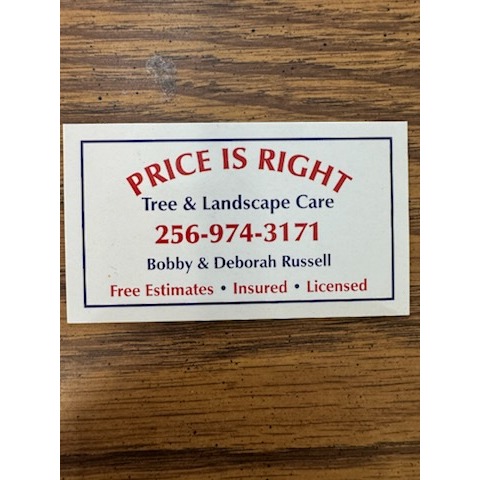 PRICE IS RIGHT
Tree & Landscape Care
256-974-3171
Bobby & Deborah Russell
Free Estimates • Insured • Licensed